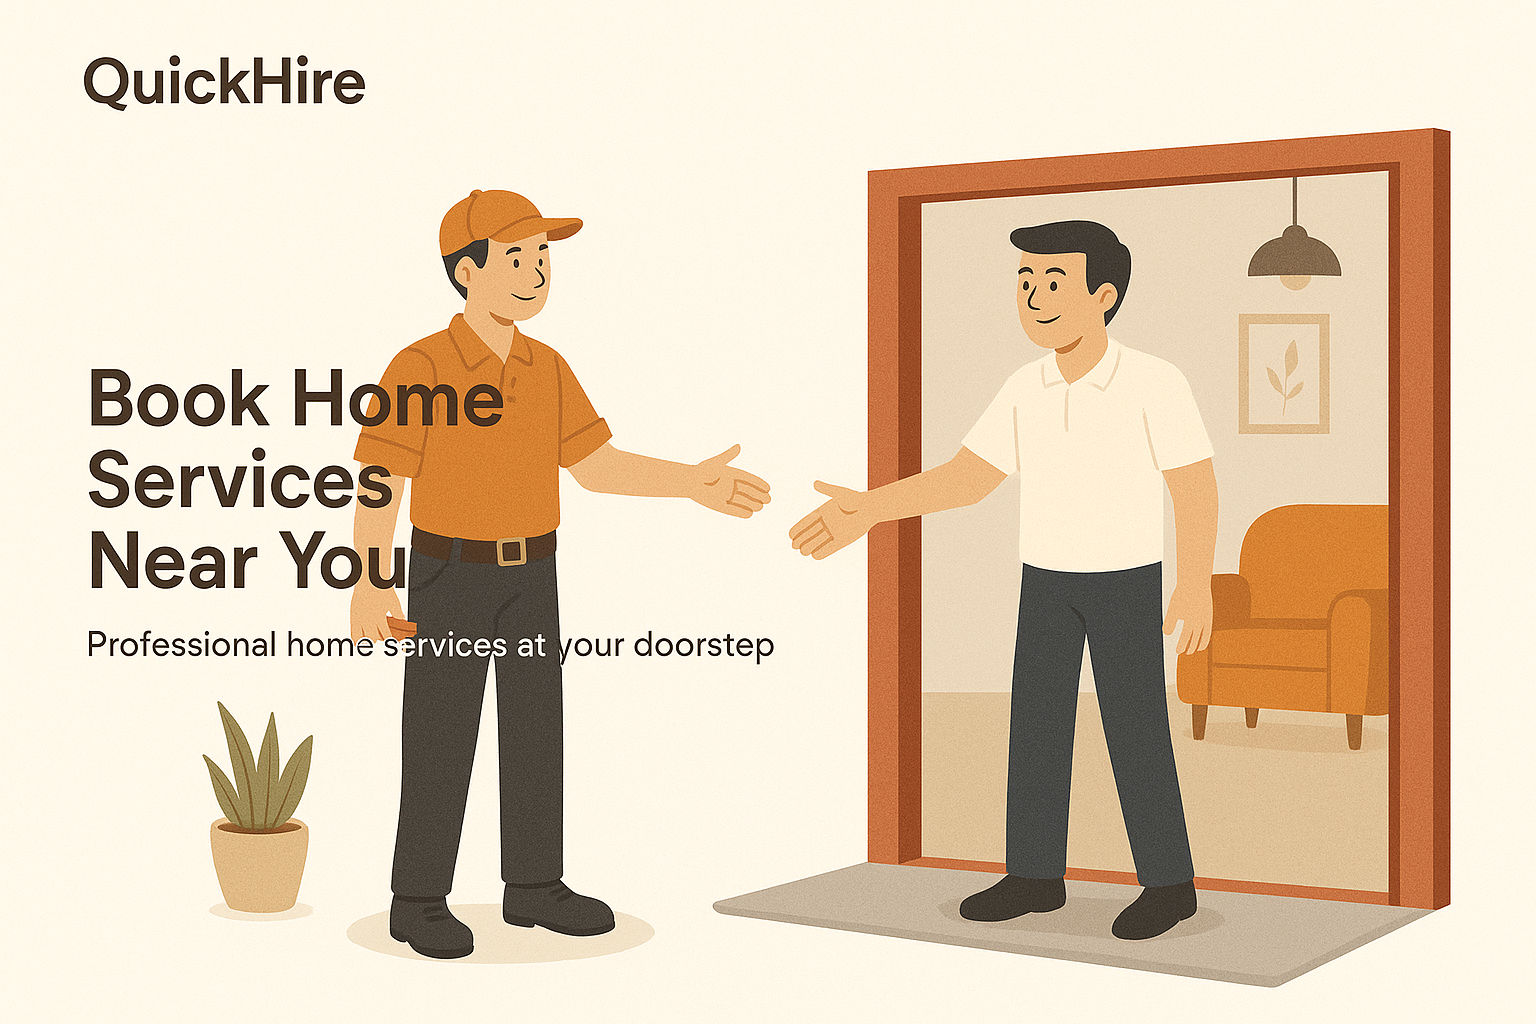 QuickHire
Book Home
Services
Near You
Professional home services at your doorstep